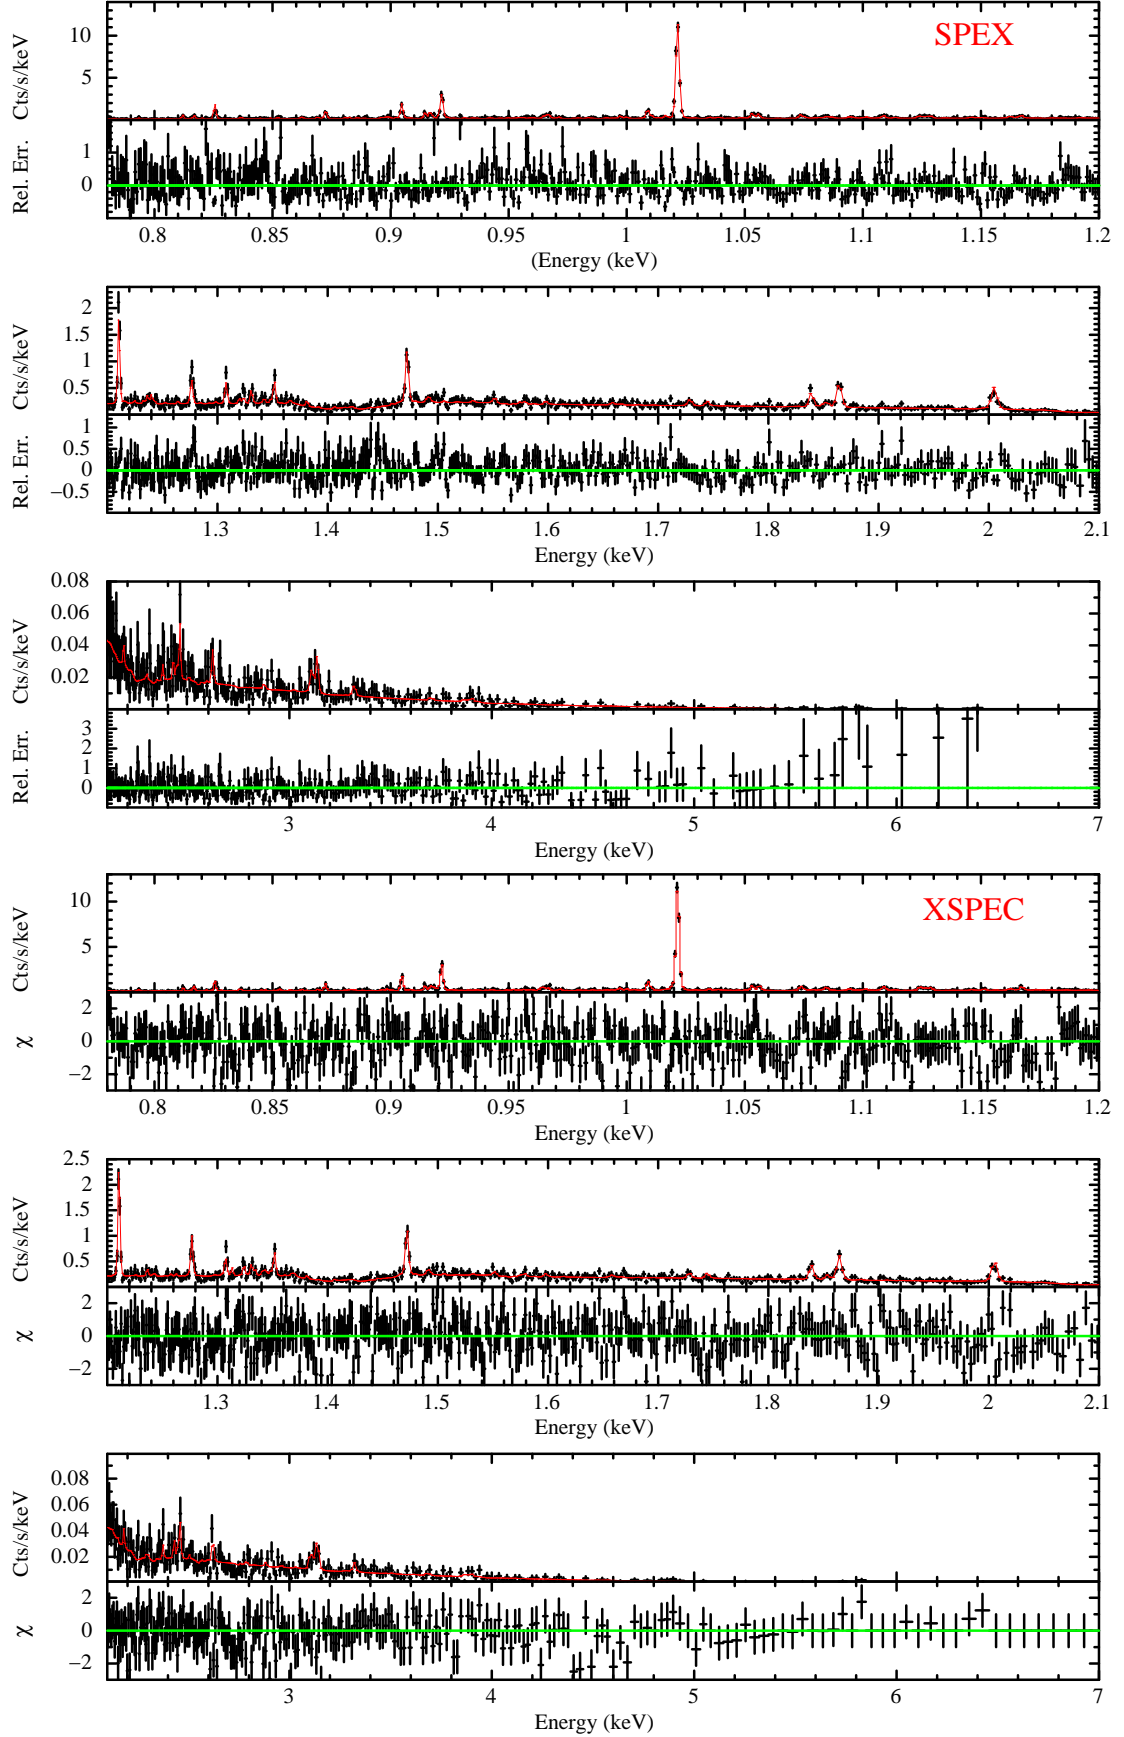 SPEX
Cts/s/keV
10
5
Rel. Err.
1
0
0.8 0.85 0.9 0.95 1 1.05 1.1 1.15 1.2
(Energy (keV)
Cts/s/keV
2
1.5
1
0.5
Rel. Err.
1
0.5
0
−0.5
1.3 1.4 1.5 1.6 1.7 1.8 1.9 2 2.1
Energy (keV)
Cts/s/keV
0.08
0.06
0.04
0.02
Rel. Err.
3
2
1
0
3 4 5 6 7
Energy (keV)
XSPEC
Cts/s/keV
10
5
χ
2
0
−2
0.8 0.85 0.9 0.95 1 1.05 1.1 1.15 1.2
Energy (keV)
Cts/s/keV
2.5
2
1.5
1
0.5
χ
2
0
−2
1.3 1.4 1.5 1.6 1.7 1.8 1.9 2 2.1
Energy (keV)
Cts/s/keV
0.08
0.06
0.04
0.02
χ
2
0
−2
3 4 5 6 7
Energy (keV)